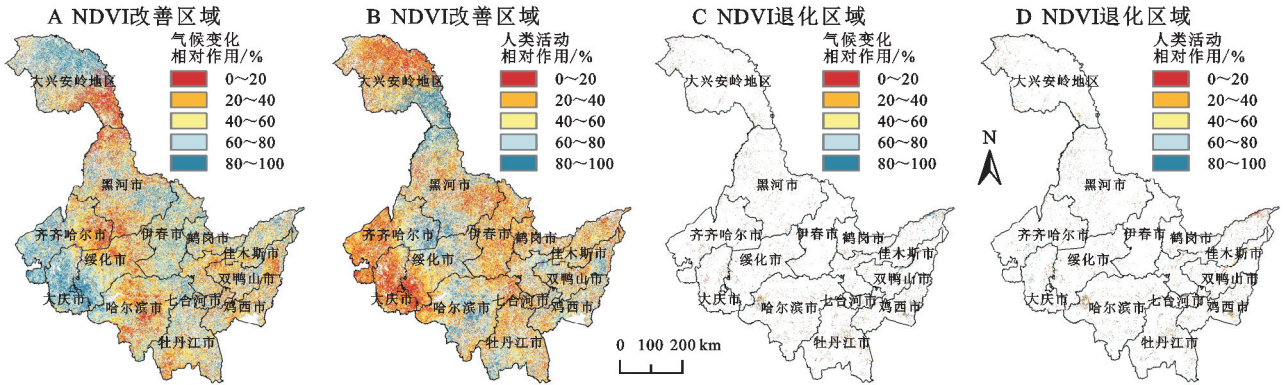 A NDVI改善区域
气候变化
相对作用/%
0～20
20～40
40～60
60～80
80～100
大兴安岭地区
黑河市
齐齐哈尔市
伊春市
鹤岗市
佳木斯市
绥化市
双鸭山市
大庆市
哈尔滨市
七台河市
鸡西市
牡丹江市
B NDVI改善区域
人类活动
相对作用/%
0～20
20～40
40～60
60～80
80～100
大兴安岭地区
黑河市
齐齐哈尔市
伊春市
鹤岗市
佳木斯市
绥化市
双鸭山市
大庆市
哈尔滨市
七台河市
鸡西市
牡丹江市
C NDVI退化区域
气候变化
相对作用/%
0～20
20～40
40～60
60～80
80～100
大兴安岭地区
黑河市
齐齐哈尔市
伊春市
鹤岗市
佳木斯市
绥化市
双鸭山市
大庆市
哈尔滨市
七台河市
鸡西市
牡丹江市
D NDVI退化区域
人类活动
相对作用/%
0～20
20～40
40～60
60～80
80～100
大兴安岭地区
黑河市
齐齐哈尔市
伊春市
鹤岗市
佳木斯市
绥化市
双鸭山市
大庆市
哈尔滨市
七台河市
鸡西市
牡丹江市
N
0 100 200 km